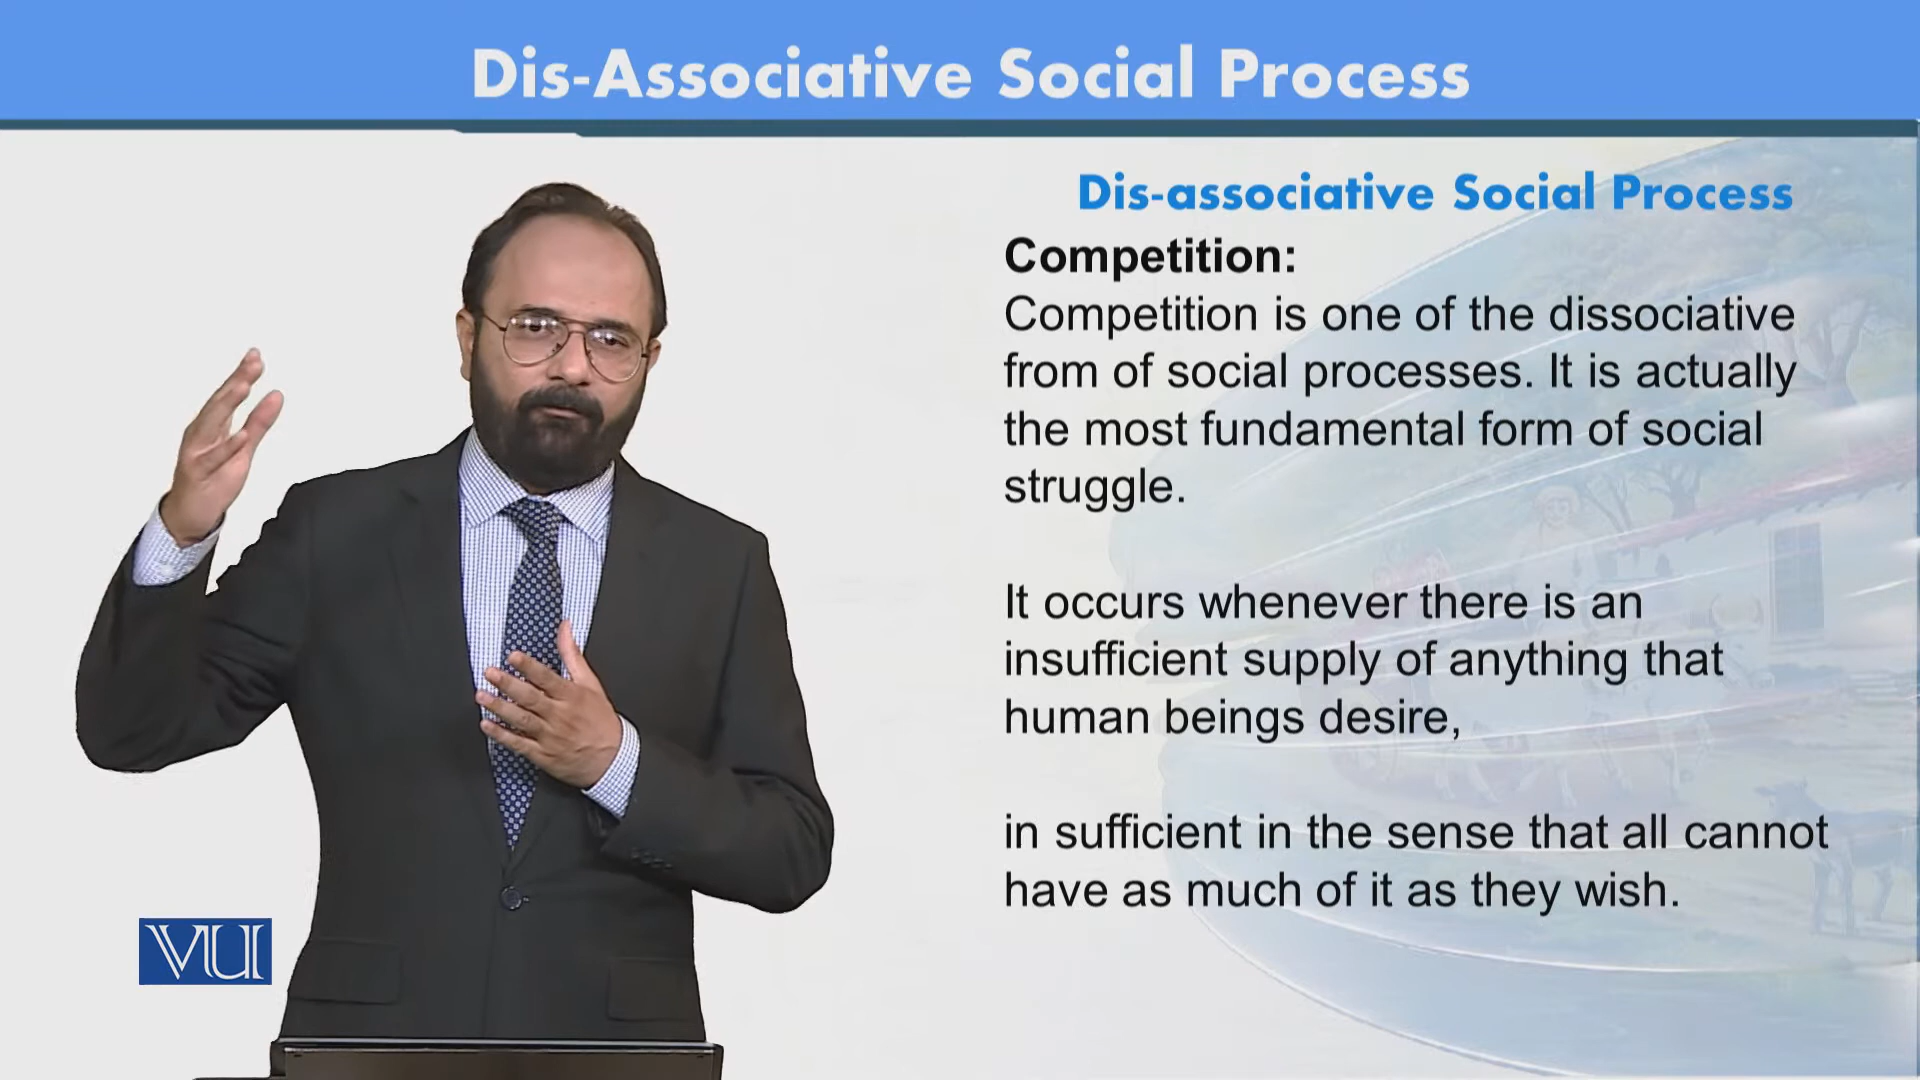 Dis-Associative Social Process
Dis-associative Social Process
Competition:
Competition is one of the dissociative
from of social processes. It is actually
the most fundamental form of social
struggle.
It occurs whenever there is an
insufficient supply of anything that
human beings desire,
in sufficient in the sense that all cannot
have as much of it as they wish.
VU